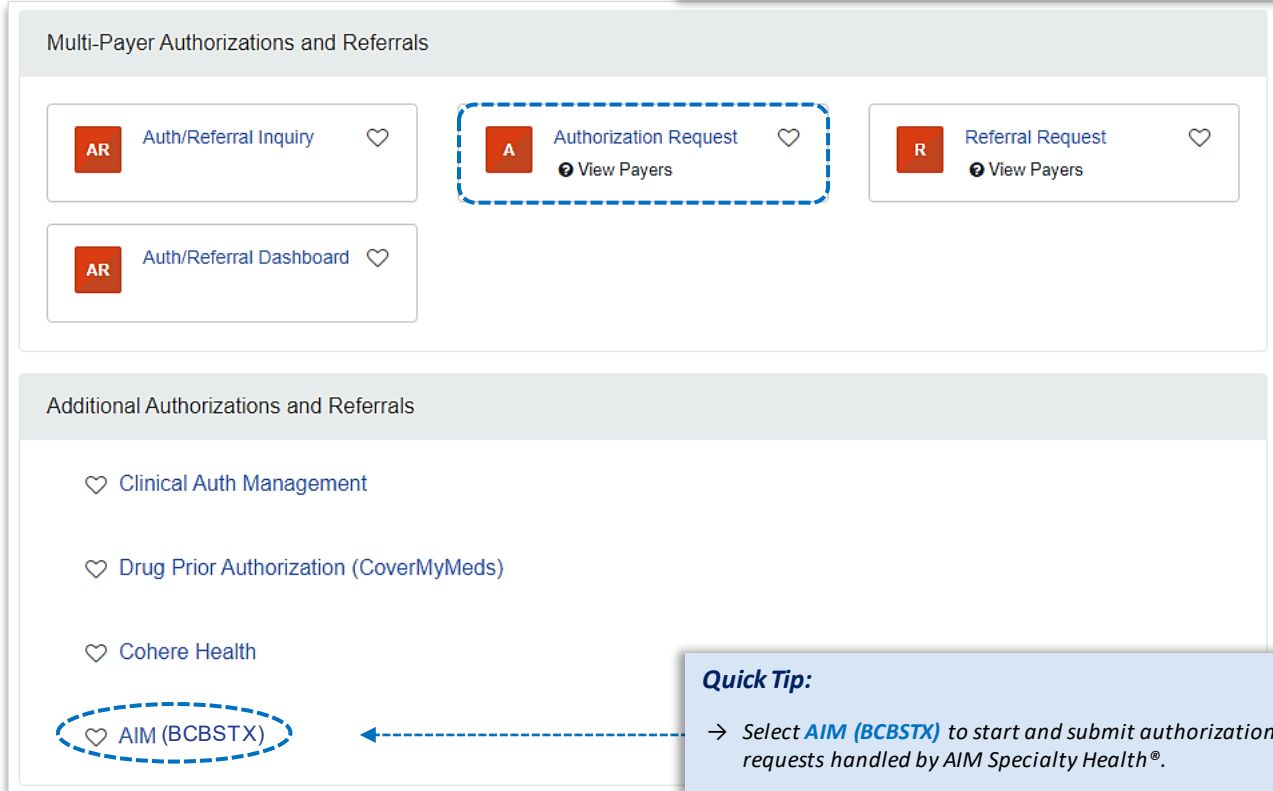 Multi-Payer Authorizations and Referrals
AR
Auth/Referral Inquiry
A
Authorization Request
? View Payers
R
Referral Request
? View Payers
AR
Auth/Referral Dashboard
Additional Authorizations and Referrals
Clinical Auth Management
Drug Prior Authorization (CoverMyMeds)
Cohere Health
AIM (BCBSTX)
Quick Tip:
→ Select AIM (BCBSTX) to start and submit authorization
requests handled by AIM Specialty Health®.